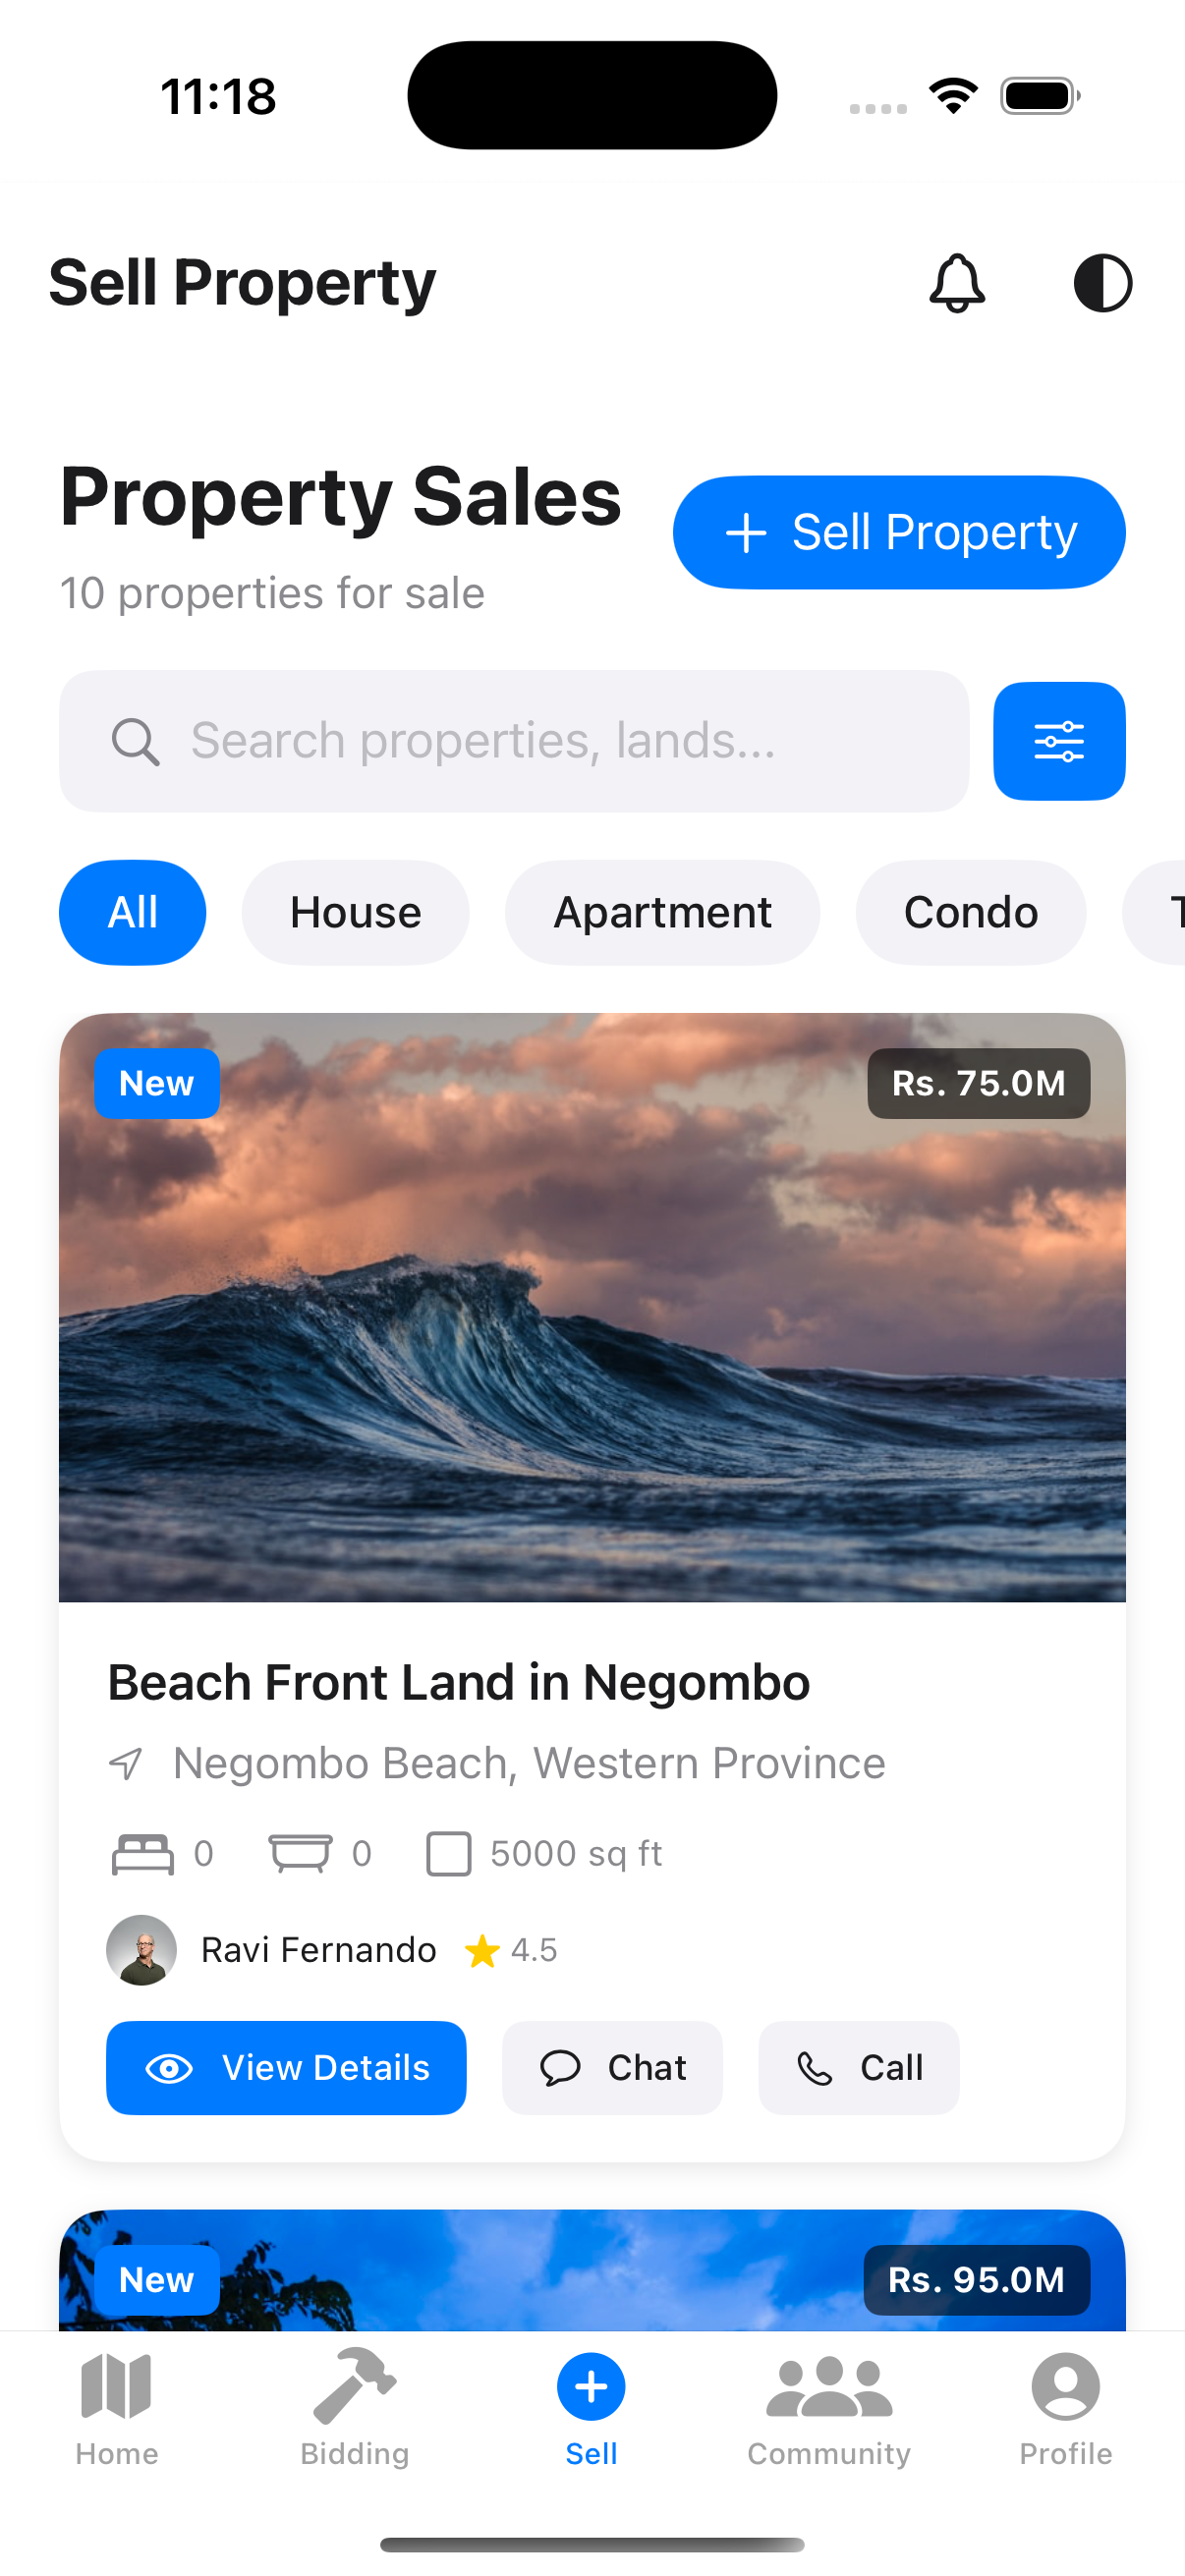 11:18
Sell Property
Property Sales
+ Sell Property
10 properties for sale
Search properties, lands...
All House Apartment Condo
New Rs. 75.0M
Beach Front Land in Negombo
Negombo Beach, Western Province
0 0 5000 sq ft
Ravi Fernando 4.5
View Details Chat Call
New Rs. 95.0M
Home Bidding Sell Community Profile